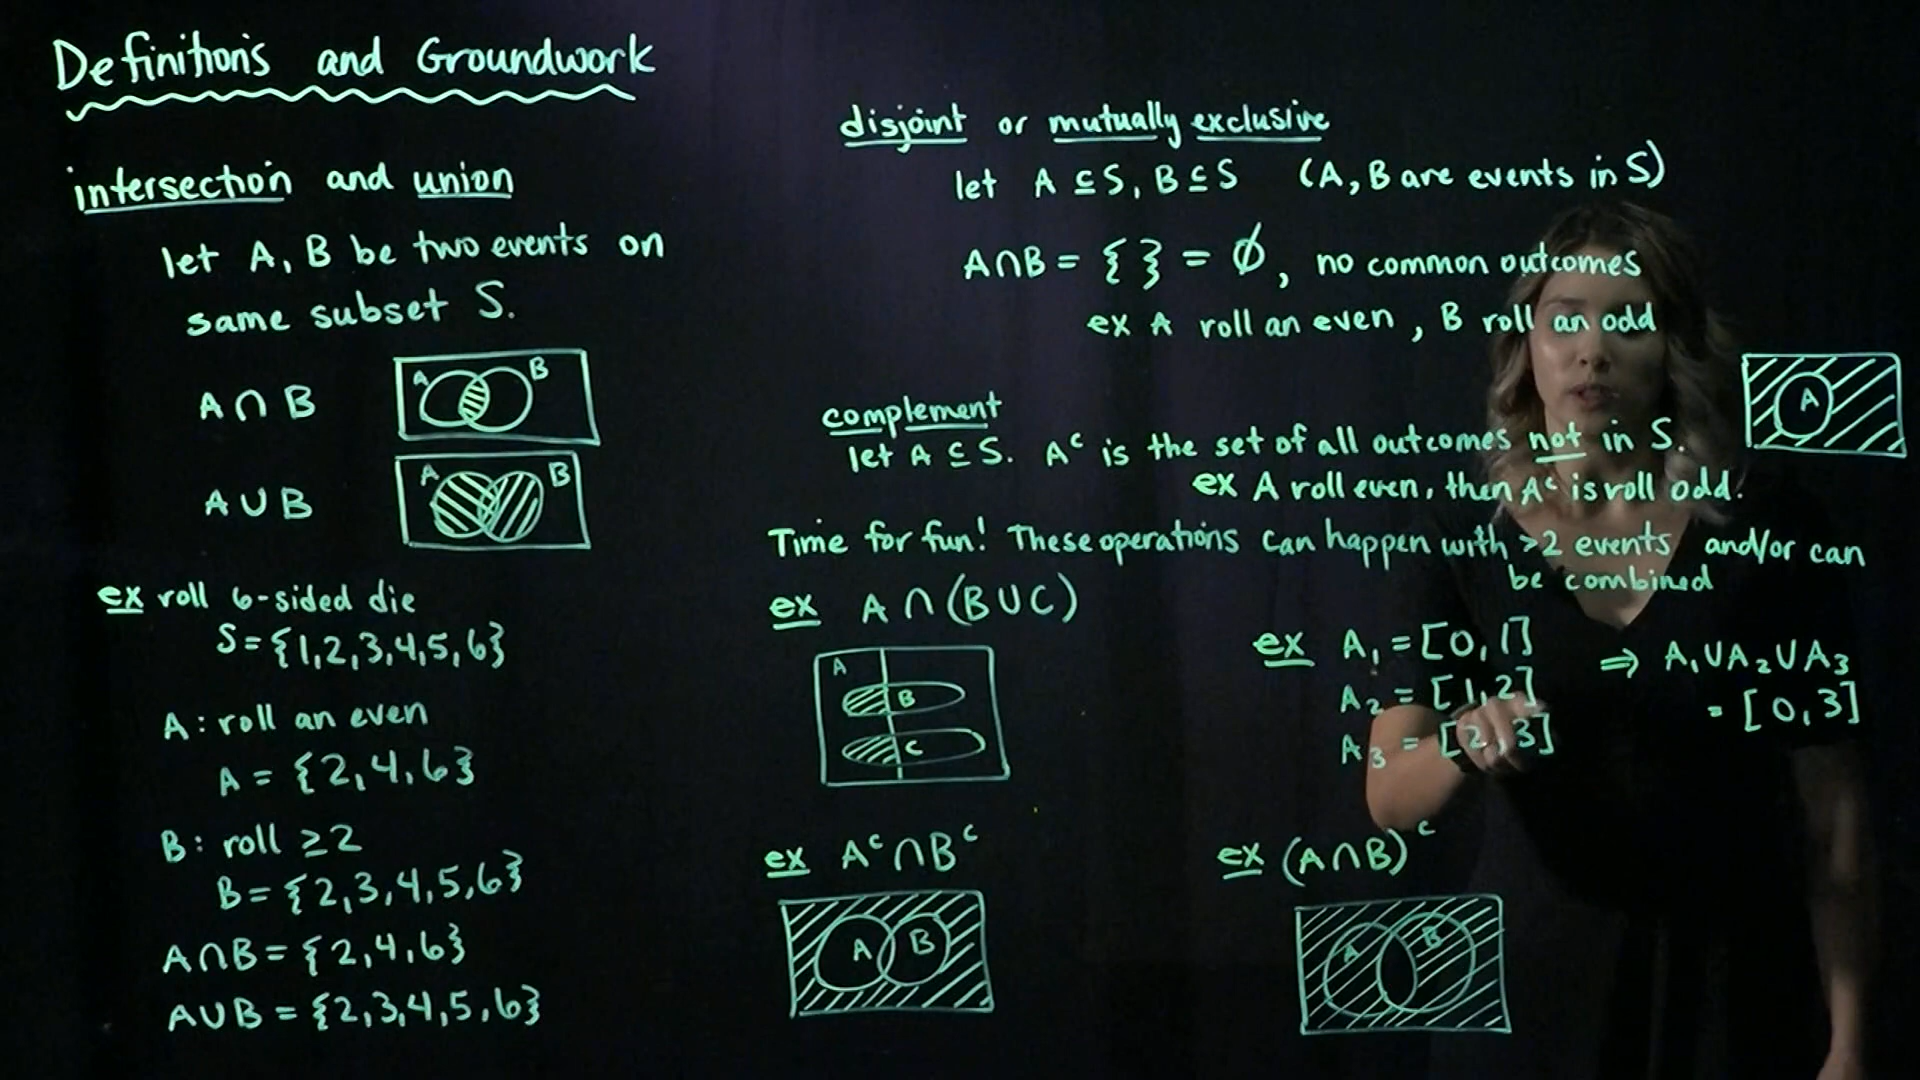 Definitions and Groundwork
intersection and union
let A, B be two events on
same subset S.
A∩B
A B
A∪B
A B
ex roll 6-sided die
S={1,2,3,4,5,6}
A: roll an even
A = {2,4,6}
B: roll ≥2
B={2,3,4,5,6}
A∩B={2,4,6}
A∪B={2,3,4,5,6}
disjoint or mutually exclusive
let A⊆S, B⊆S (A, B are events in S)
A∩B = { } = Ø, no common outcomes
ex A roll an even, B roll an odd
complement
let A⊆S. Aᶜ is the set of all outcomes not in S.
A
ex A roll even, then Aᶜ is roll odd.
Time for fun! These operations can happen with >2 events and/or can
be combined
ex A∩(B∪C)
A
B
C
ex A₁=[0,1] ⇒ A₁∪A₂∪A₃
A₂ = [1,2] = [0,3]
A₃ = [2,3]
ex Aᶜ∩Bᶜ
A B
ex (A∩B)ᶜ
A B